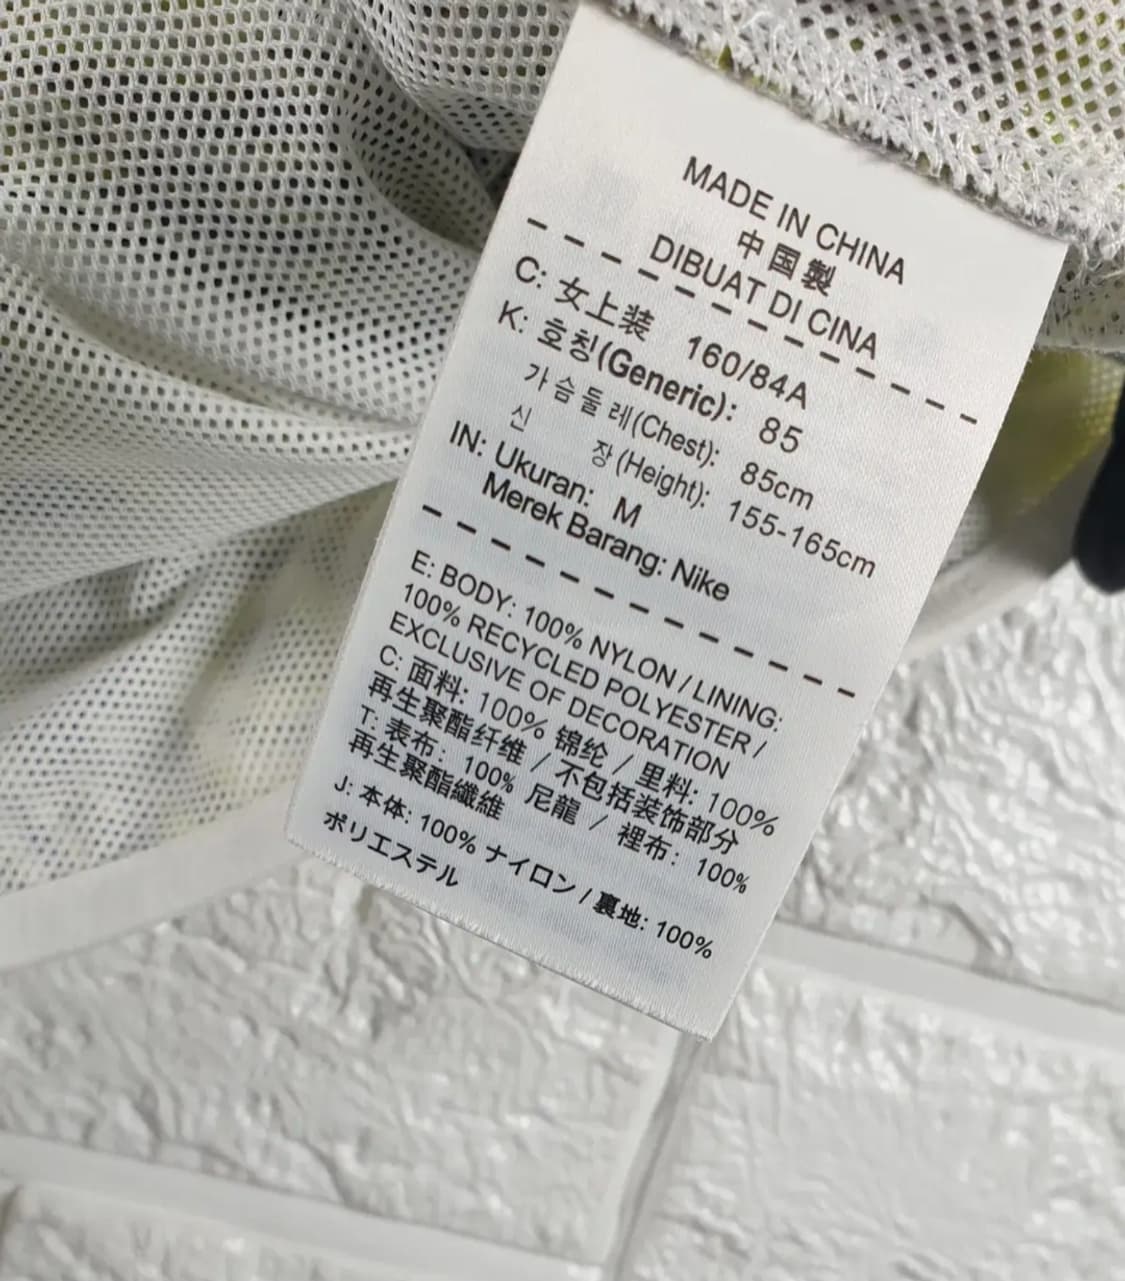 MADE IN CHINA
中国製
DIBUAT DI CINA
C: 女上装 160/84A
K: 호칭(Generic): 85
가슴둘레(Chest): 85cm
신 장(Height): 155-165cm
IN: Ukuran: M
Merek Barang: Nike
E: BODY: 100% NYLON / LINING:
100% RECYCLED POLYESTER /
EXCLUSIVE OF DECORATION
C: 面料: 100% 锦纶 / 里料: 100%
再生聚酯纤维 / 不包括装饰部分
T: 表布: 100% 尼龍 / 裡布: 100%
再生聚酯纖維
J: 本体: 100% ナイロン / 裏地: 100%
ポリエステル